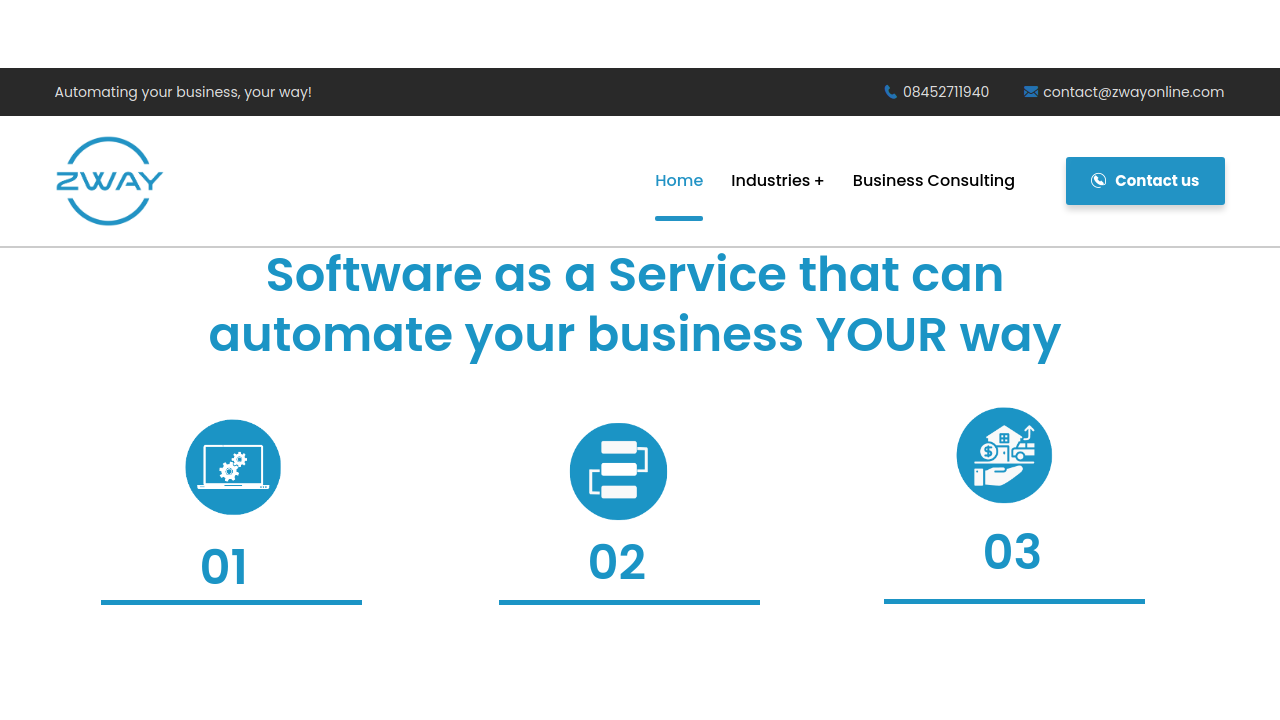 Automating your business, your way!
08452711940
contact@zwayonline.com
ZWAY
Home
Industries +
Business Consulting
Contact us
Software as a Service that can
automate your business YOUR way
$
01
02
03